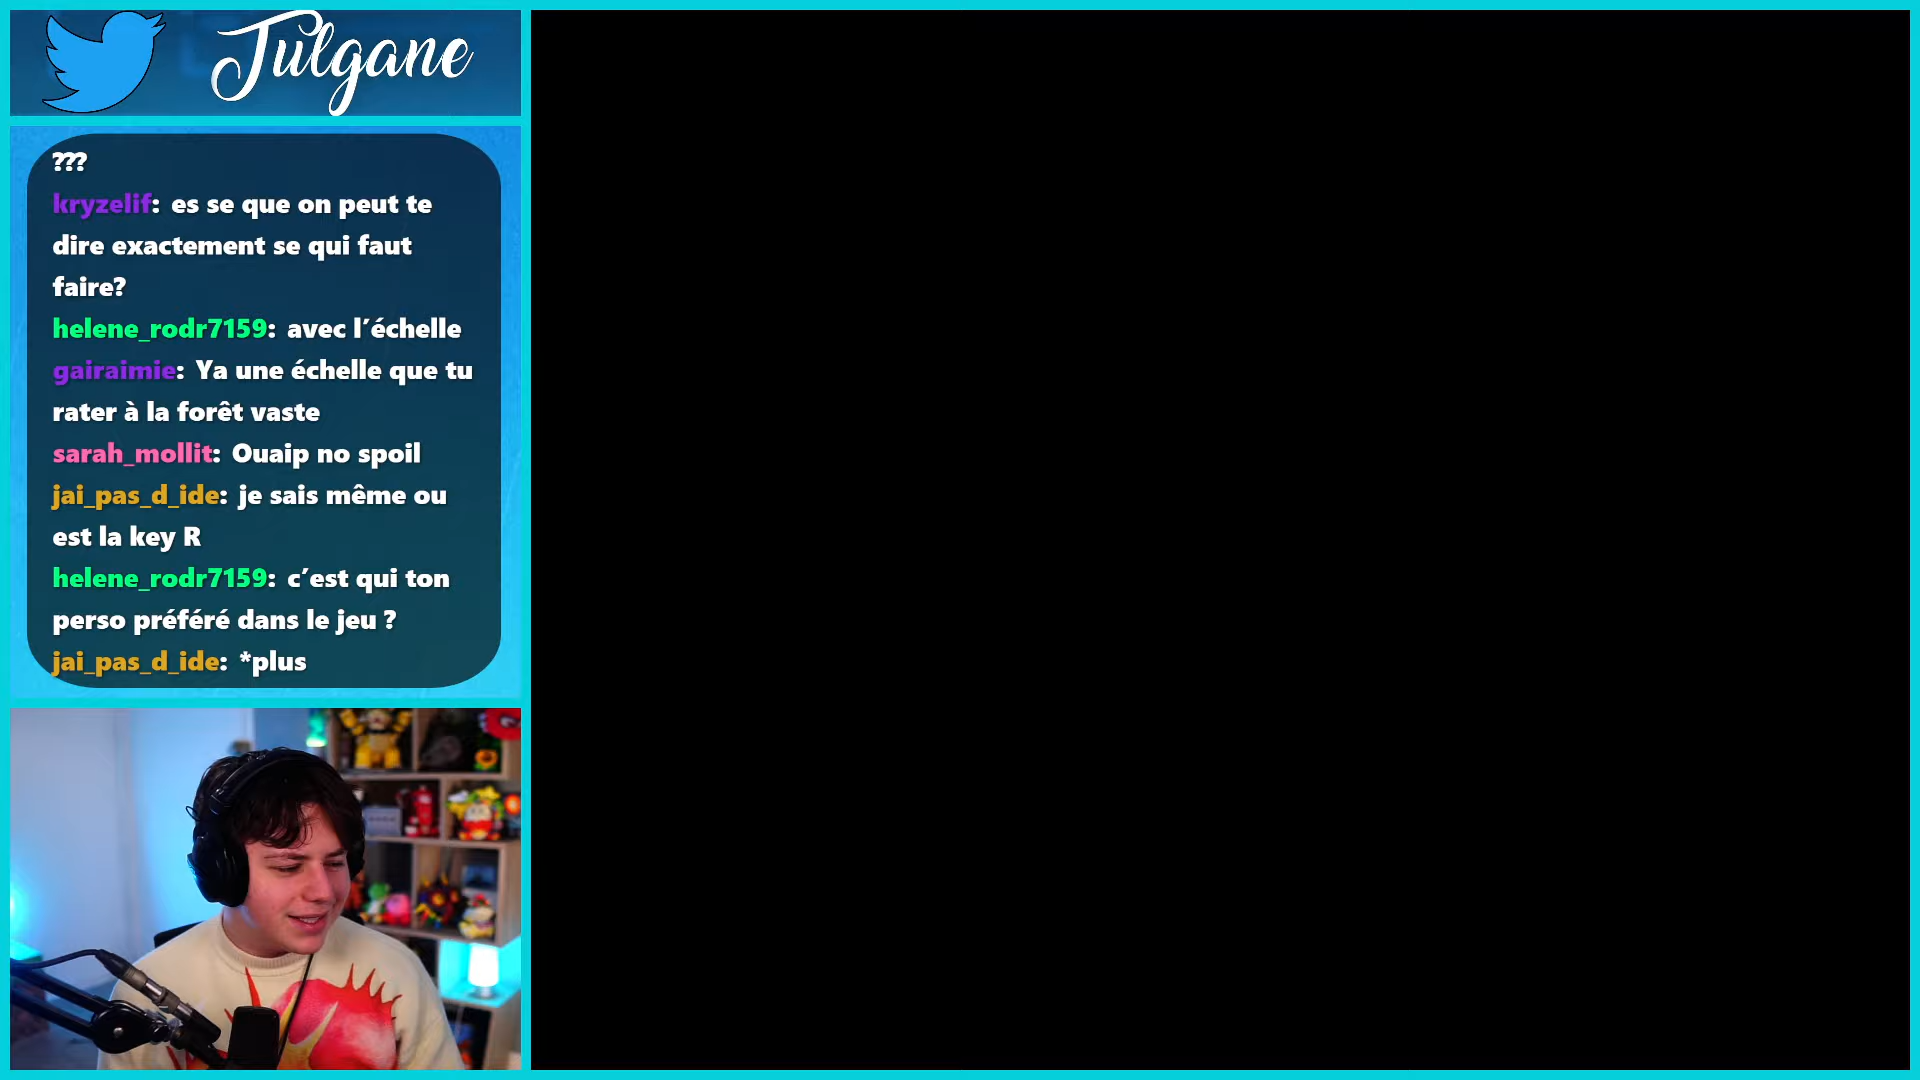 Julgane
???
kryzelif: es se que on peut te
dire exactement se qui faut
faire?
helene_rodr7159: avec l'échelle
gairaimie: Ya une échelle que tu
rater à la forêt vaste
sarah_mollit: Ouaip no spoil
jai_pas_d_ide: je sais même ou
est la key R
helene_rodr7159: c'est qui ton
perso préféré dans le jeu ?
jai_pas_d_ide: *plus